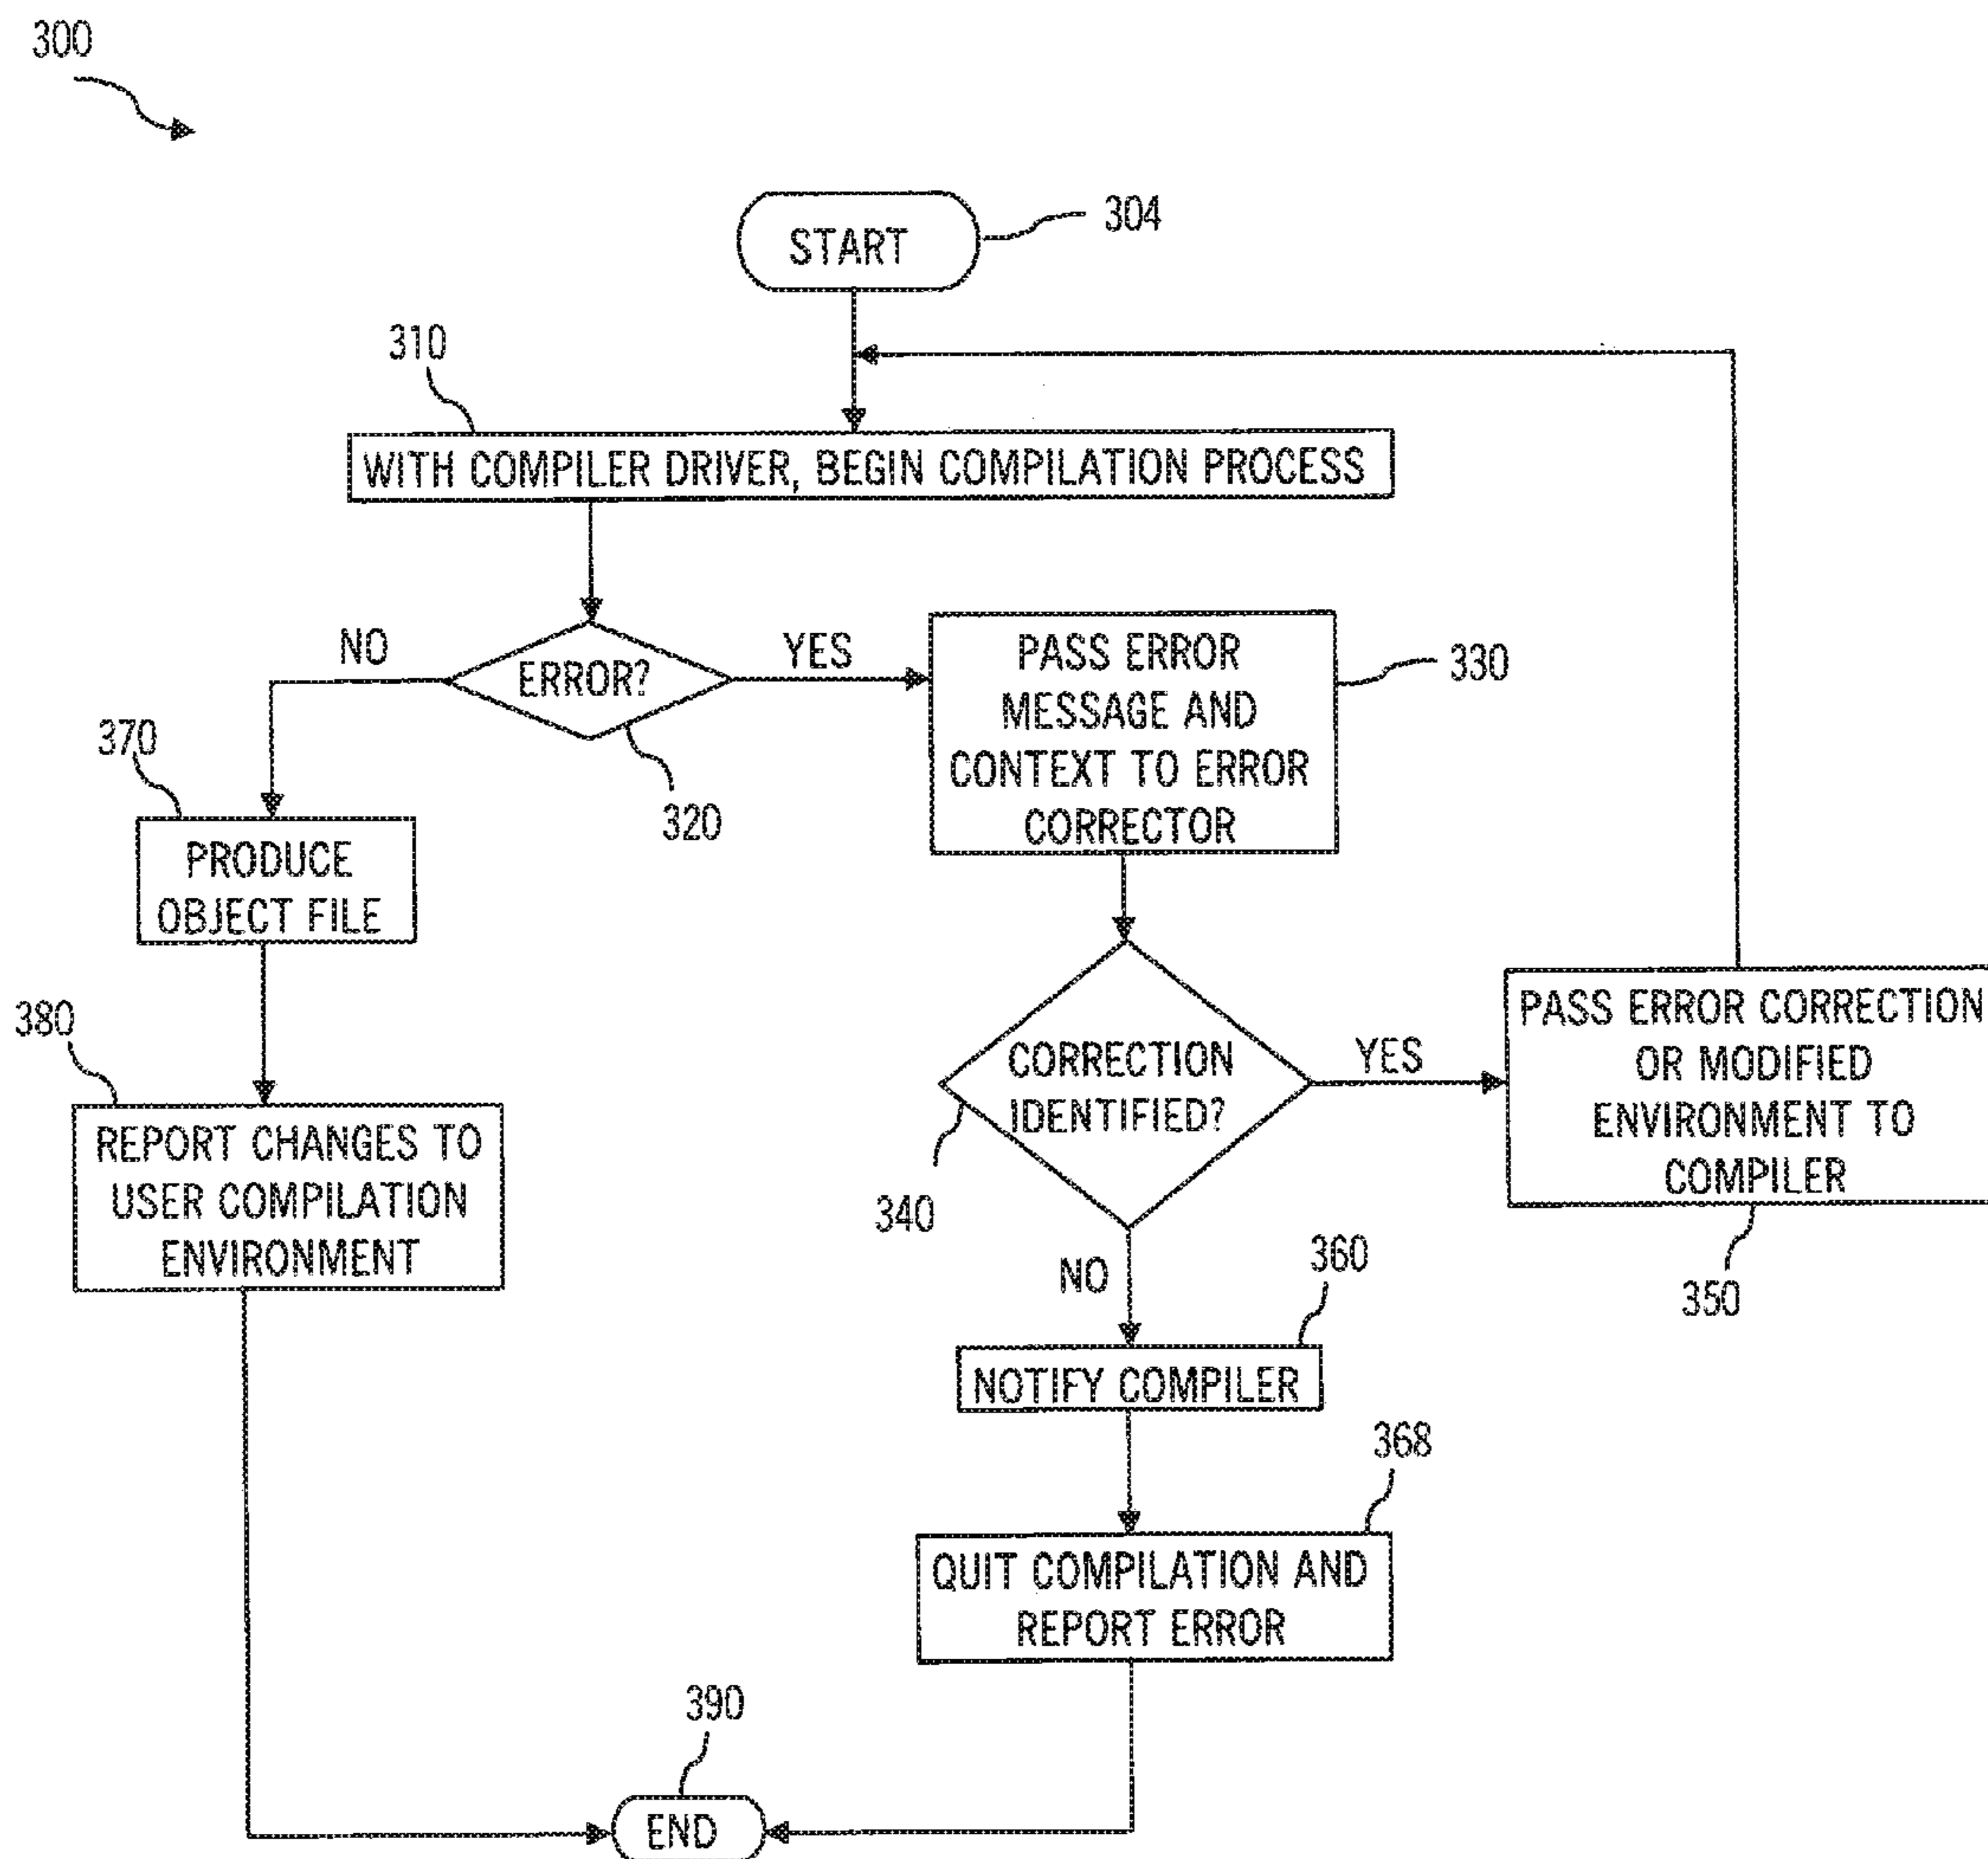 300
START
304
310
WITH COMPILER DRIVER, BEGIN COMPILATION PROCESS
NO
ERROR?
YES
320
PASS ERROR
MESSAGE AND
CONTEXT TO ERROR
CORRECTOR
330
370
PRODUCE
OBJECT FILE
380
REPORT CHANGES TO
USER COMPILATION
ENVIRONMENT
CORRECTION
IDENTIFIED?
340
YES
PASS ERROR CORRECTION
OR MODIFIED
ENVIRONMENT TO
COMPILER
350
NO
360
NOTIFY COMPILER
368
QUIT COMPILATION AND
REPORT ERROR
390
END